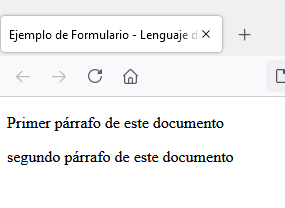 Ejemplo de Formulario - Lenguaje d
Primer párrafo de este documento
segundo párrafo de este documento